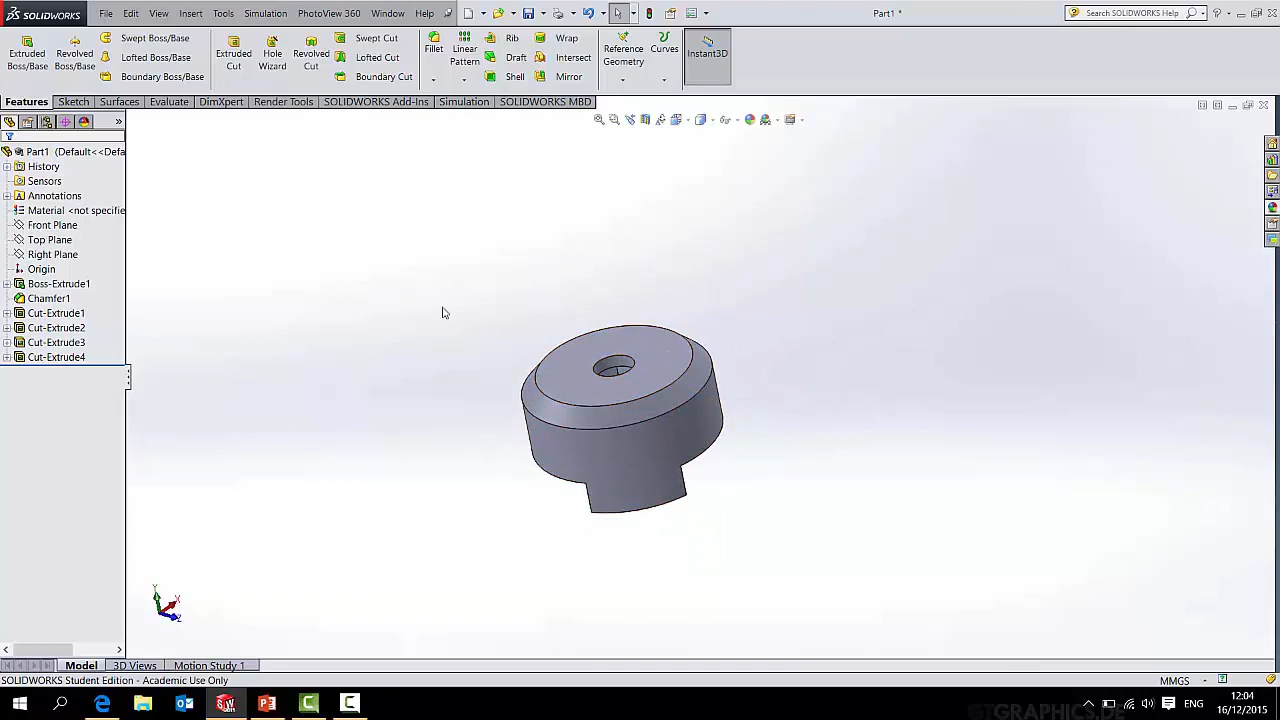 SOLIDWORKS File Edit View Insert Tools Simulation PhotoView 360 Window Help Part1 * Search SOLIDWORKS Help
Extruded Boss/Base
Revolved Boss/Base
Swept Boss/Base
Lofted Boss/Base
Boundary Boss/Base
Extruded Cut
Hole Wizard
Revolved Cut
Swept Cut
Lofted Cut
Boundary Cut
Fillet
Linear Pattern
Rib
Draft
Shell
Wrap
Intersect
Mirror
Reference Geometry
Curves
Instant3D
Features Sketch Surfaces Evaluate DimXpert Render Tools SOLIDWORKS Add-Ins Simulation SOLIDWORKS MBD
Part1 (Default<<Defa
History
Sensors
Annotations
Material <not specifie
Front Plane
Top Plane
Right Plane
Origin
Boss-Extrude1
Chamfer1
Cut-Extrude1
Cut-Extrude2
Cut-Extrude3
Cut-Extrude4
Y
X
Z
Model 3D Views Motion Study 1
SOLIDWORKS Student Edition - Academic Use Only MMGS
ENG 12:04
16/12/2015
GTGRAPHICS.DE